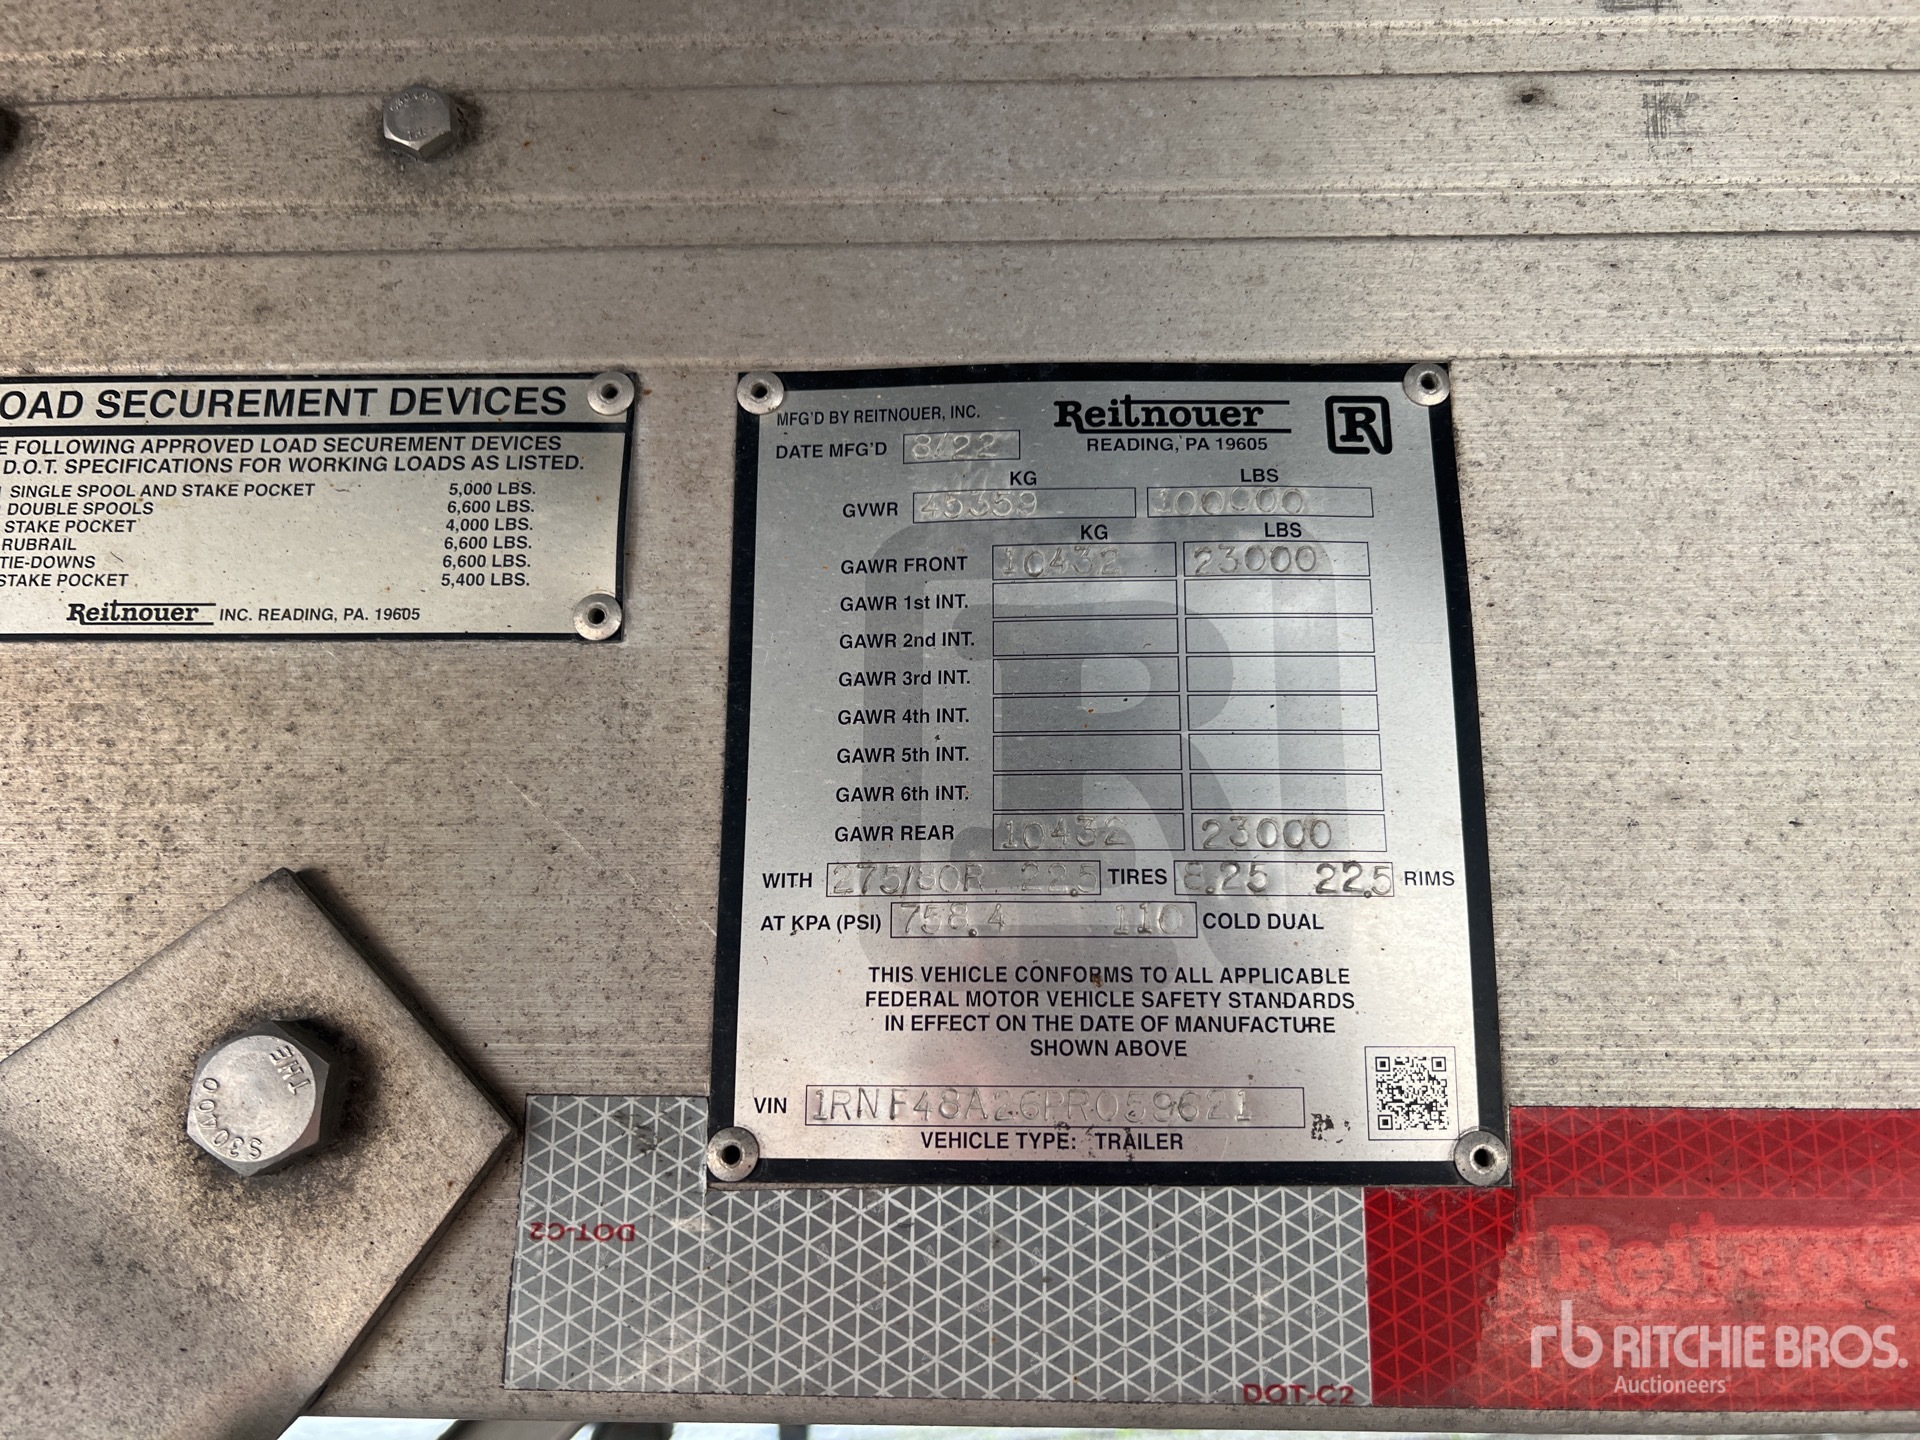 OAD SECUREMENT DEVICES
E FOLLOWING APPROVED LOAD SECUREMENT DEVICES
D.O.T. SPECIFICATIONS FOR WORKING LOADS AS LISTED.
SINGLE SPOOL AND STAKE POCKET 5,000 LBS.
DOUBLE SPOOLS 6,600 LBS.
STAKE POCKET 4,000 LBS.
RUBRAIL 6,600 LBS.
TIE-DOWNS 6,600 LBS.
STAKE POCKET 5,400 LBS.
Reitnouer INC. READING, PA. 19605
MFG'D BY REITNOUER, INC. Reitnouer R
DATE MFG'D 8/22 READING, PA 19605
KG LBS
GVWR 45359 100000
KG LBS
GAWR FRONT 10432 23000
GAWR 1st INT.
GAWR 2nd INT.
GAWR 3rd INT.
GAWR 4th INT.
GAWR 5th INT.
GAWR 6th INT.
GAWR REAR 10432 23000
WITH 275/80R 22.5 TIRES 8.25 22.5 RIMS
AT KPA (PSI) 758.4 110 COLD DUAL
THIS VEHICLE CONFORMS TO ALL APPLICABLE
FEDERAL MOTOR VEHICLE SAFETY STANDARDS
IN EFFECT ON THE DATE OF MANUFACTURE
SHOWN ABOVE
VIN 1RNF48A26PR059621
VEHICLE TYPE: TRAILER
THE
S30400
DOT-C2
DOT-C2
Reitnou
rb RITCHIE BROS.
Auctioneers